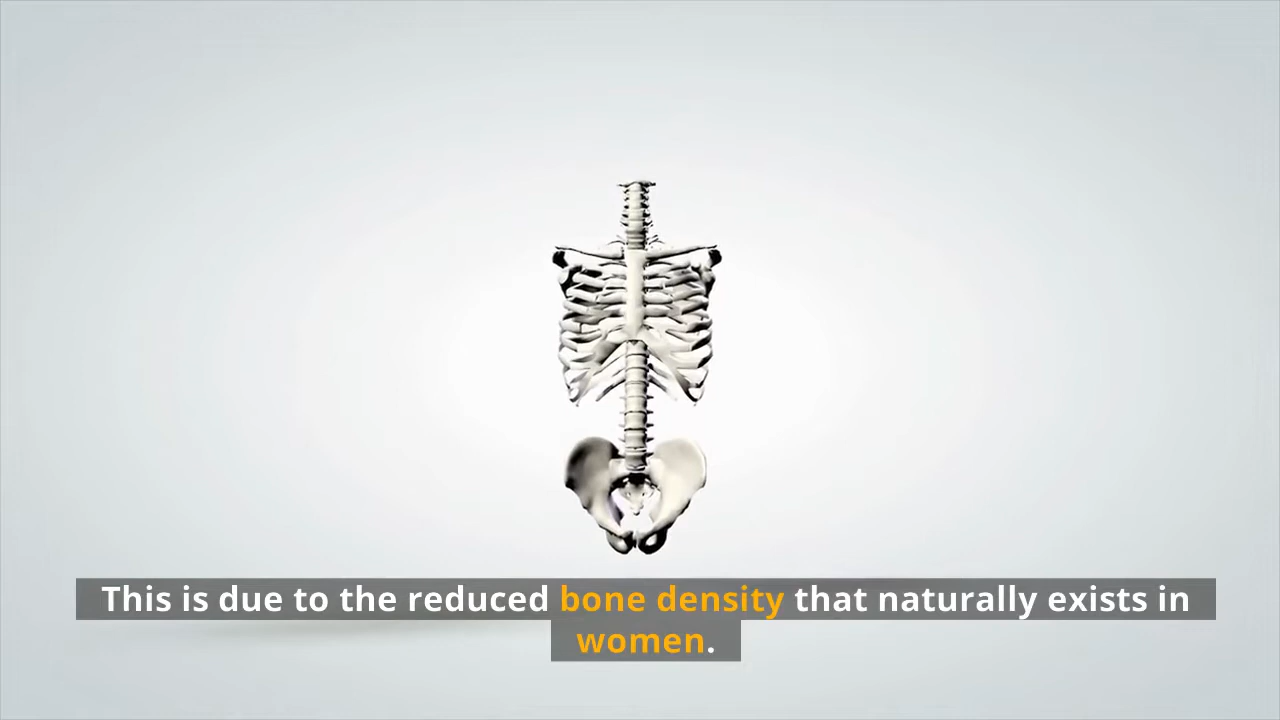 This is due to the reduced bone density that naturally exists in
women.